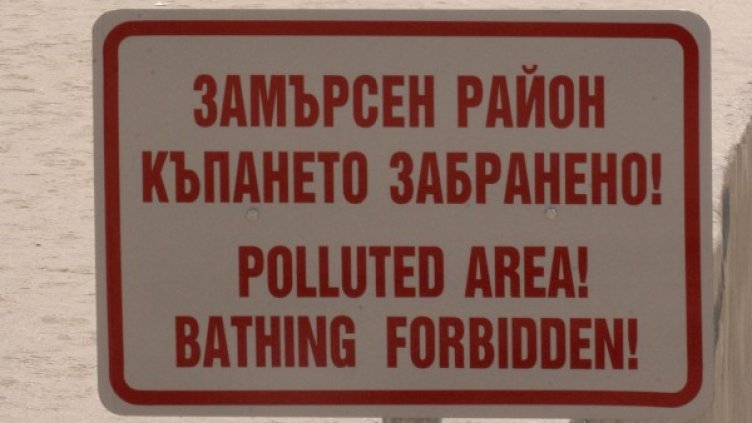 ЗАМЪРСЕН РАЙОН
КЪПАНЕТО ЗАБРАНЕНО!
POLLUTED AREA!
BATHING FORBIDDEN!